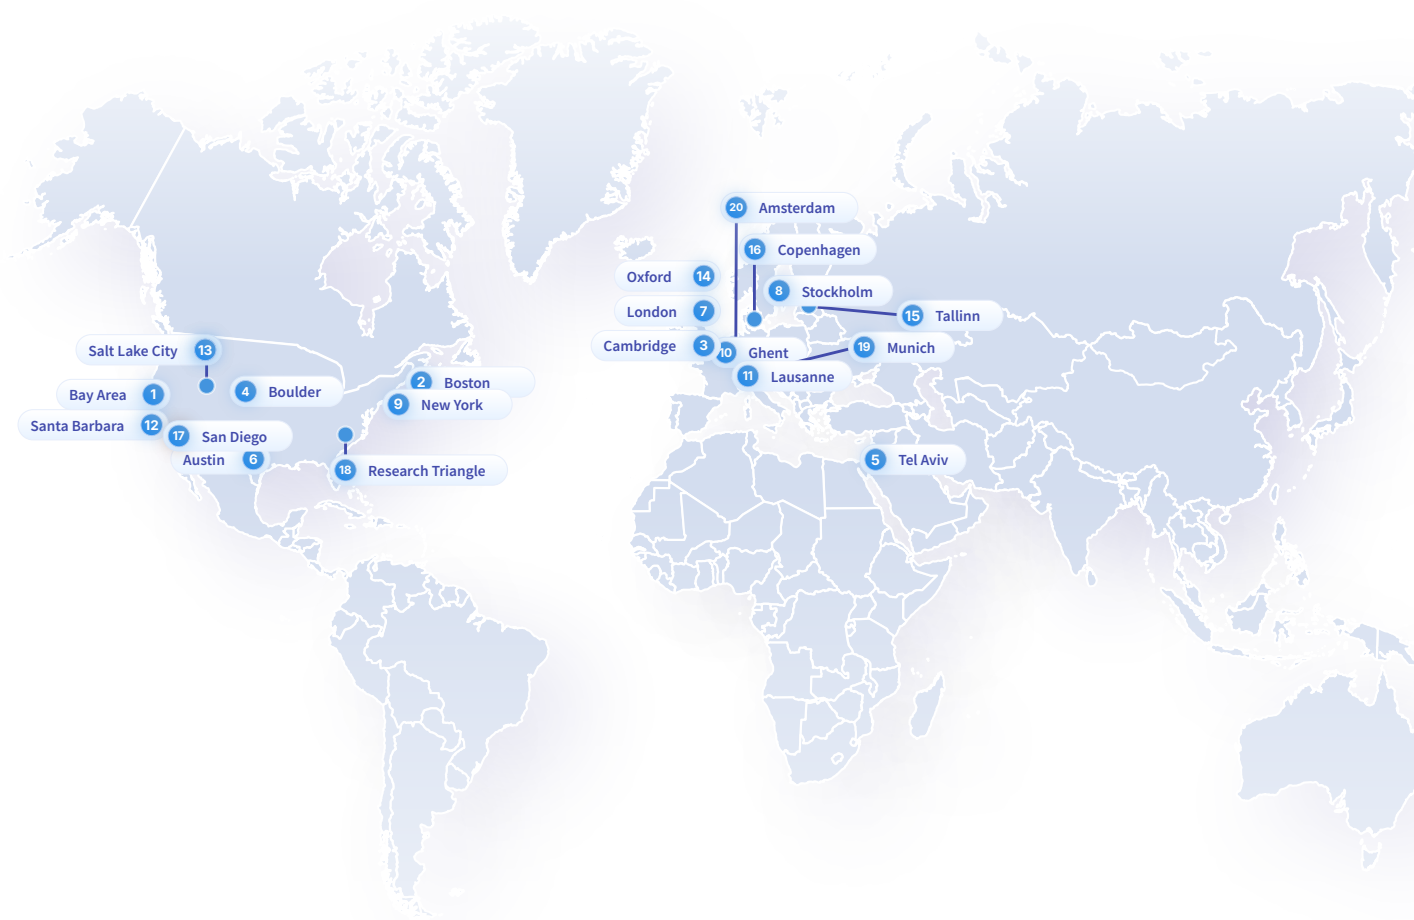 20 Amsterdam
16 Copenhagen
Oxford 14
8 Stockholm
London 7
15 Tallinn
Cambridge 3
10 Ghent
19 Munich
11 Lausanne
Salt Lake City 13
Bay Area 1
4 Boulder
2 Boston
9 New York
Santa Barbara 12
17 San Diego
Austin 6
18 Research Triangle
5 Tel Aviv